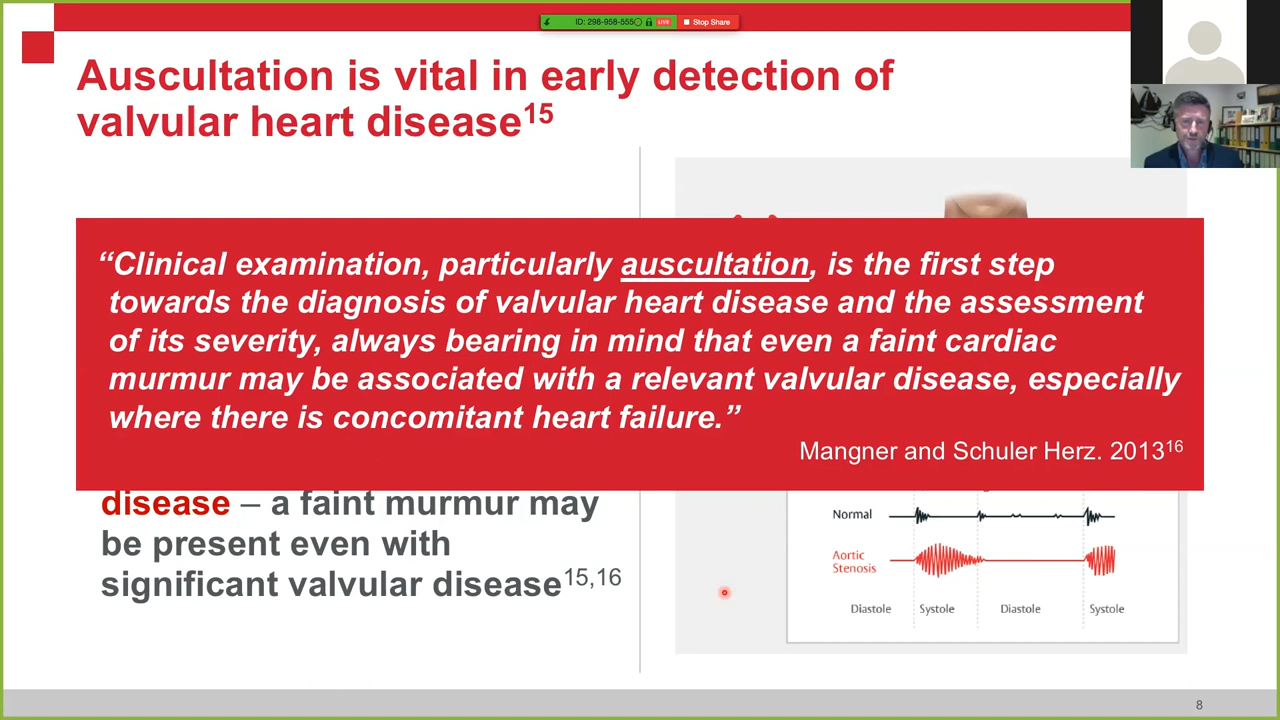 ID: 298-958-555
LIVE
Stop Share
Auscultation is vital in early detection of
valvular heart disease15
“Clinical examination, particularly auscultation, is the first step
towards the diagnosis of valvular heart disease and the assessment
of its severity, always bearing in mind that even a faint cardiac
murmur may be associated with a relevant valvular disease, especially
where there is concomitant heart failure.”
Mangner and Schuler Herz. 2013¹⁶
disease – a faint murmur may
be present even with
significant valvular disease15,16
Normal
Aortic
Stenosis
Diastole Systole Diastole Systole
8